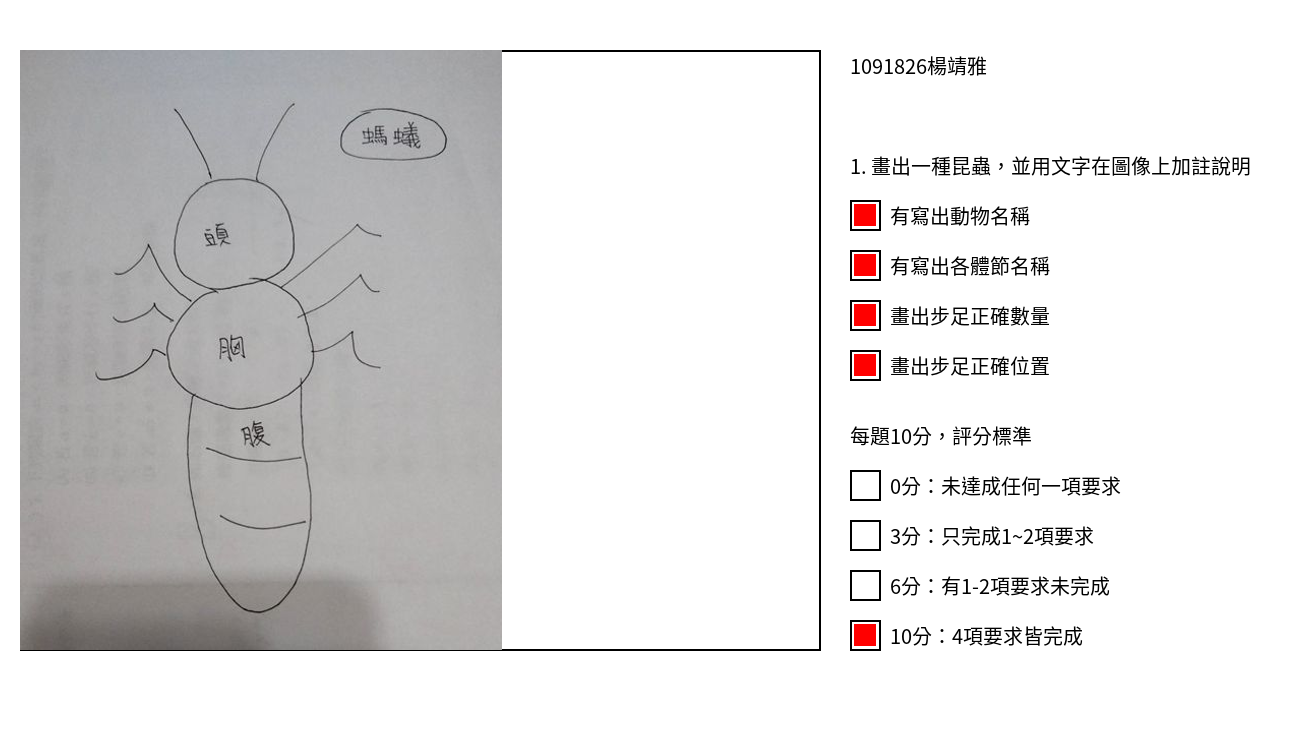 螞蟻
頭
胸
腹
1091826楊靖雅
1. 畫出一種昆蟲，並用文字在圖像上加註說明
有寫出動物名稱
有寫出各體節名稱
畫出步足正確數量
畫出步足正確位置
每題10分，評分標準
0分：未達成任何一項要求
3分：只完成1~2項要求
6分：有1-2項要求未完成
10分：4項要求皆完成